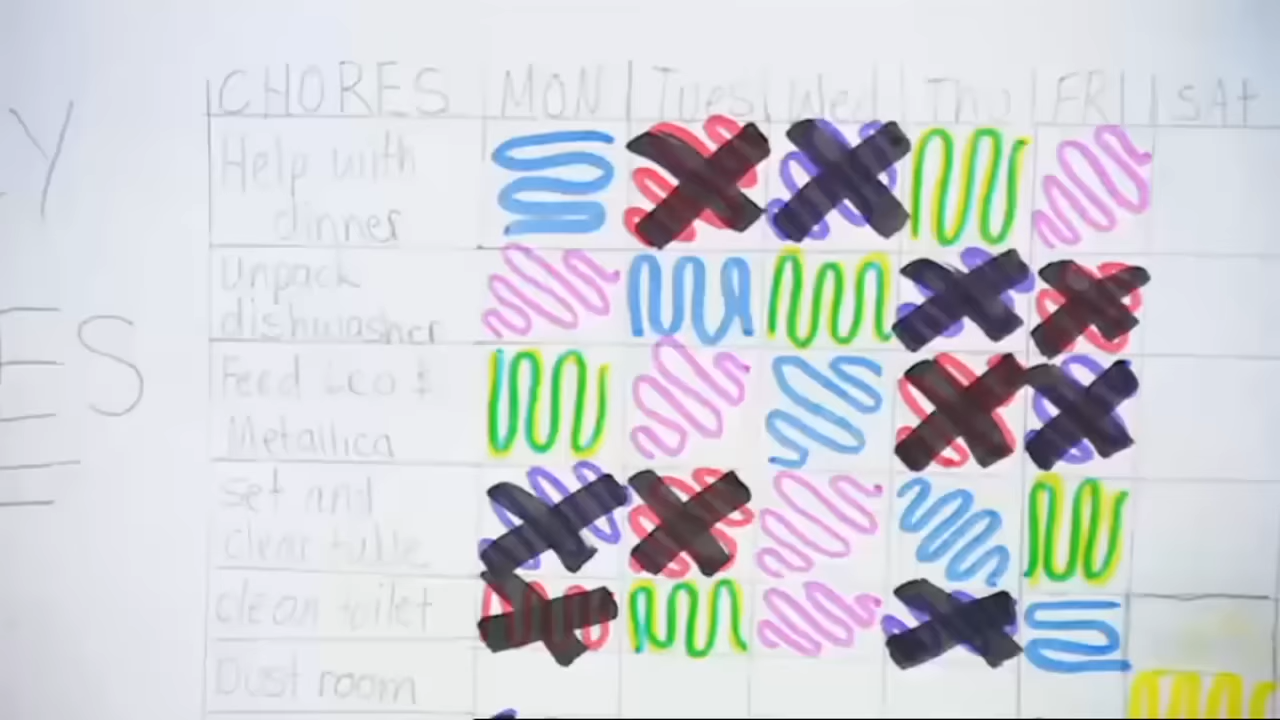 CHORES MON Tues Wed Thu FRI SAt
Help with
dinner
Unpack
dishwasher
Feed Leo &
Metallica
Set and
Clear table
clean toilet
Dust room
Y
ES